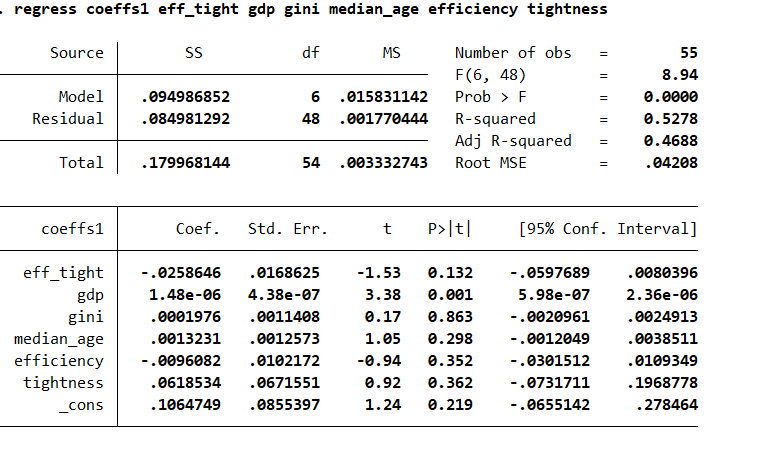 . regress coeffs1 eff_tight gdp gini median_age efficiency tightness
Source SS df MS Number of obs = 55
F(6, 48) = 8.94
Model .094986852 6 .015831142 Prob > F = 0.0000
Residual .084981292 48 .001770444 R-squared = 0.5278
Adj R-squared = 0.4688
Total .179968144 54 .003332743 Root MSE = .04208
coeffs1 Coef. Std. Err. t P>|t| [95% Conf. Interval]
eff_tight -.0258646 .0168625 -1.53 0.132 -.0597689 .0080396
gdp 1.48e-06 4.38e-07 3.38 0.001 5.98e-07 2.36e-06
gini .0001976 .0011408 0.17 0.863 -.0020961 .0024913
median_age .0013231 .0012573 1.05 0.298 -.0012049 .0038511
efficiency -.0096082 .0102172 -0.94 0.352 -.0301512 .0109349
tightness .0618534 .0671551 0.92 0.362 -.0731711 .1968778
_cons .1064749 .0855397 1.24 0.219 -.0655142 .278464